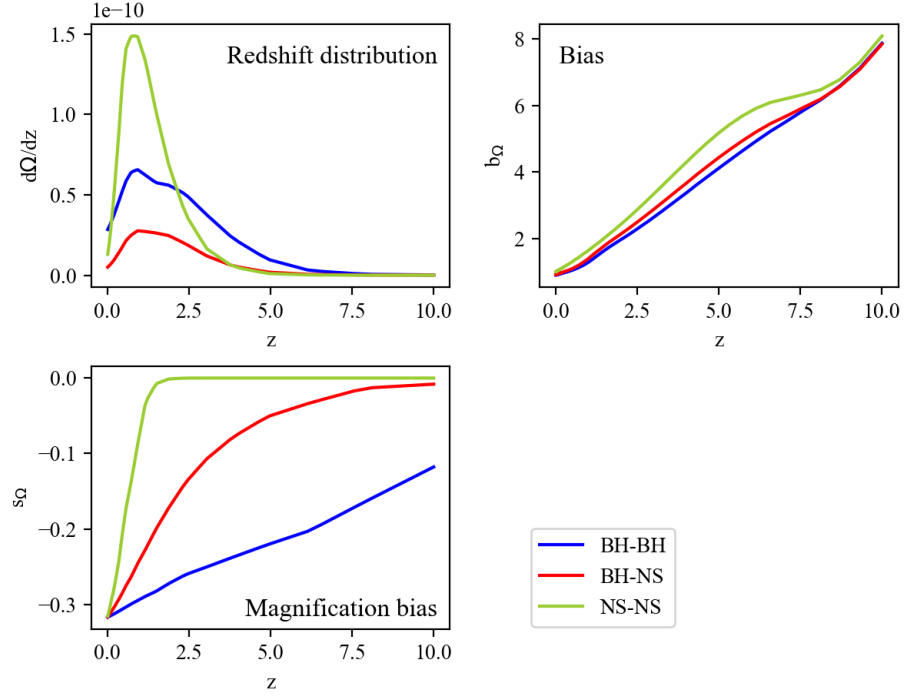 1e−10
1.5
1.0
0.5
0.0
dΩ/dz
Redshift distribution
0.0 2.5 5.0 7.5 10.0
z
8
6
4
2
b_Ω
Bias
0.0 2.5 5.0 7.5 10.0
z
0.0
−0.1
−0.2
−0.3
s_Ω
Magnification bias
0.0 2.5 5.0 7.5 10.0
z
BH-BH
BH-NS
NS-NS